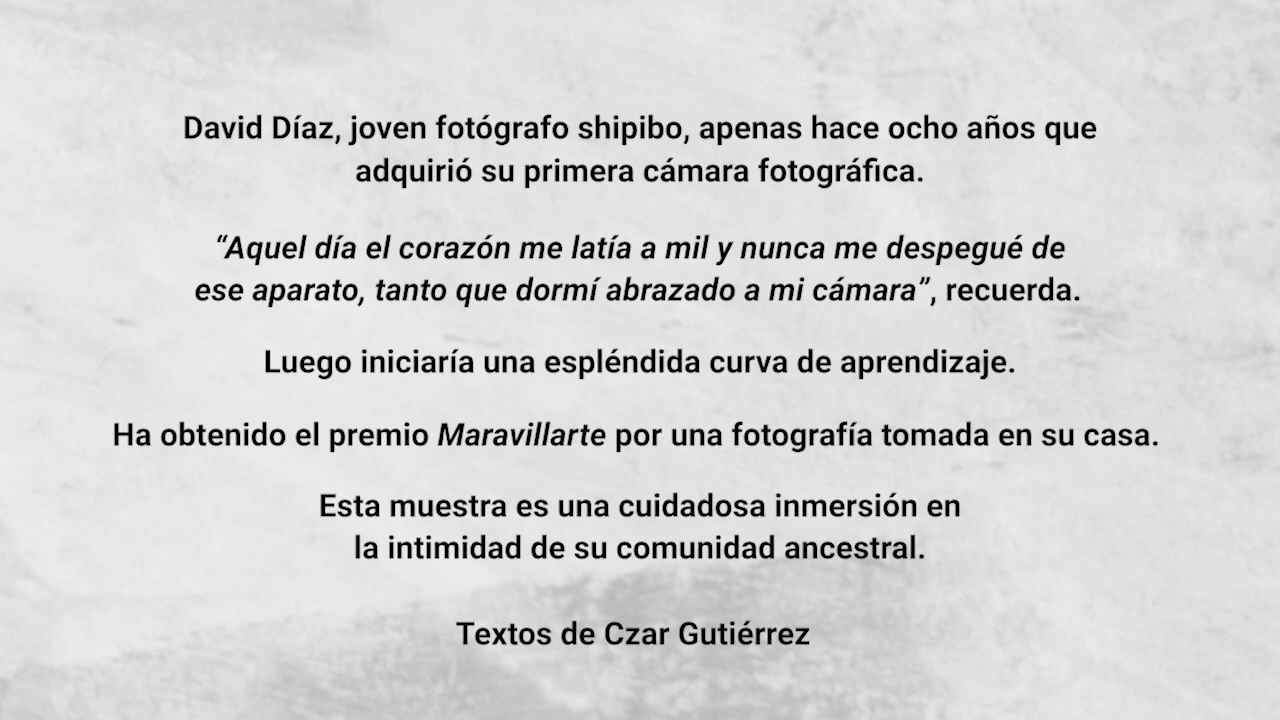 David Díaz, joven fotógrafo shipibo, apenas hace ocho años que
adquirió su primera cámara fotográfica.
“Aquel día el corazón me latía a mil y nunca me despegué de
ese aparato, tanto que dormí abrazado a mi cámara”, recuerda.
Luego iniciaría una espléndida curva de aprendizaje.
Ha obtenido el premio Maravillarte por una fotografía tomada en su casa.
Esta muestra es una cuidadosa inmersión en
la intimidad de su comunidad ancestral.
Textos de Czar Gutiérrez